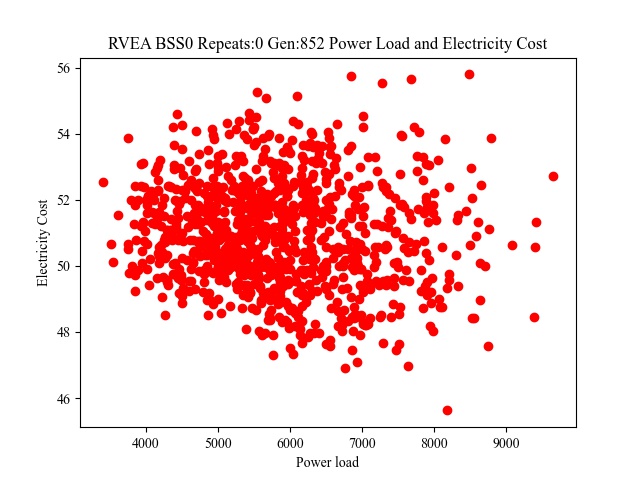 RVEA BSS0 Repeats:0 Gen:852 Power Load and Electricity Cost
56
54
52
50
48
46
Electricity Cost
4000 5000 6000 7000 8000 9000
Power load